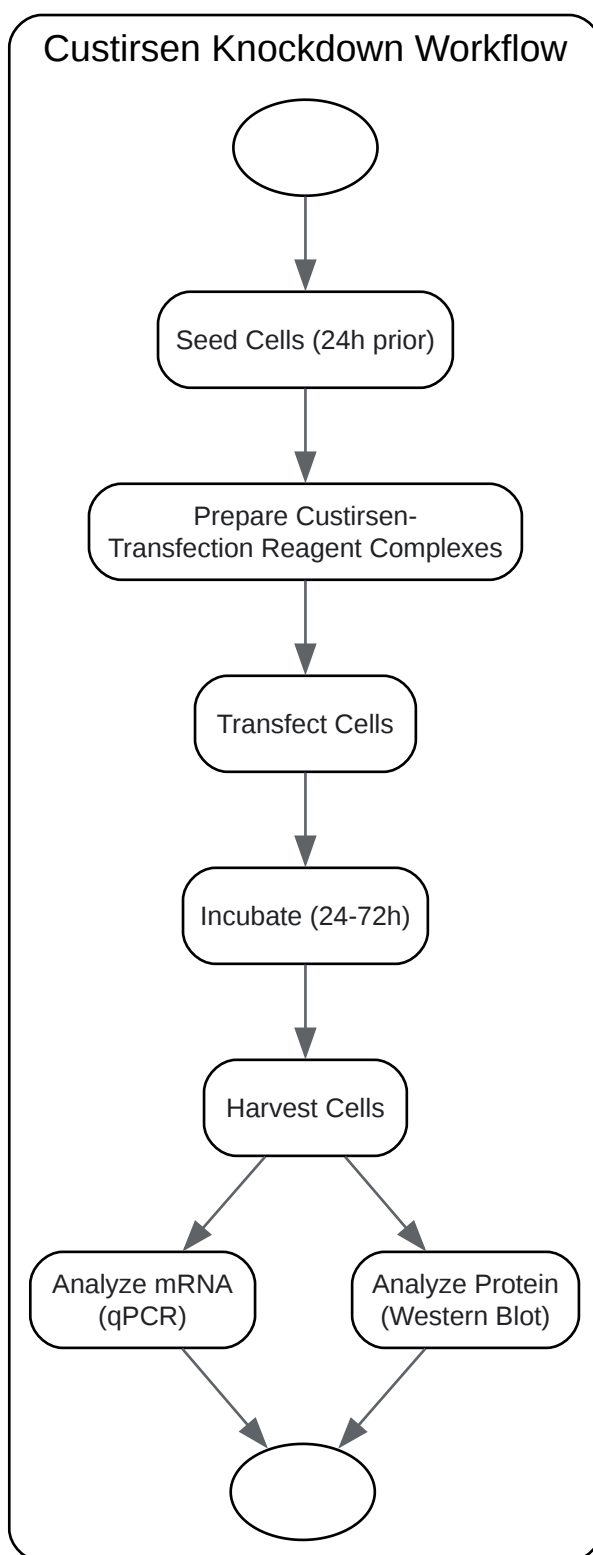 Custirsen Knockdown Workflow
Seed Cells (24h prior)
Prepare Custirsen-
Transfection Reagent Complexes
Transfect Cells
Incubate (24-72h)
Harvest Cells
Analyze mRNA
(qPCR)
Analyze Protein
(Western Blot)